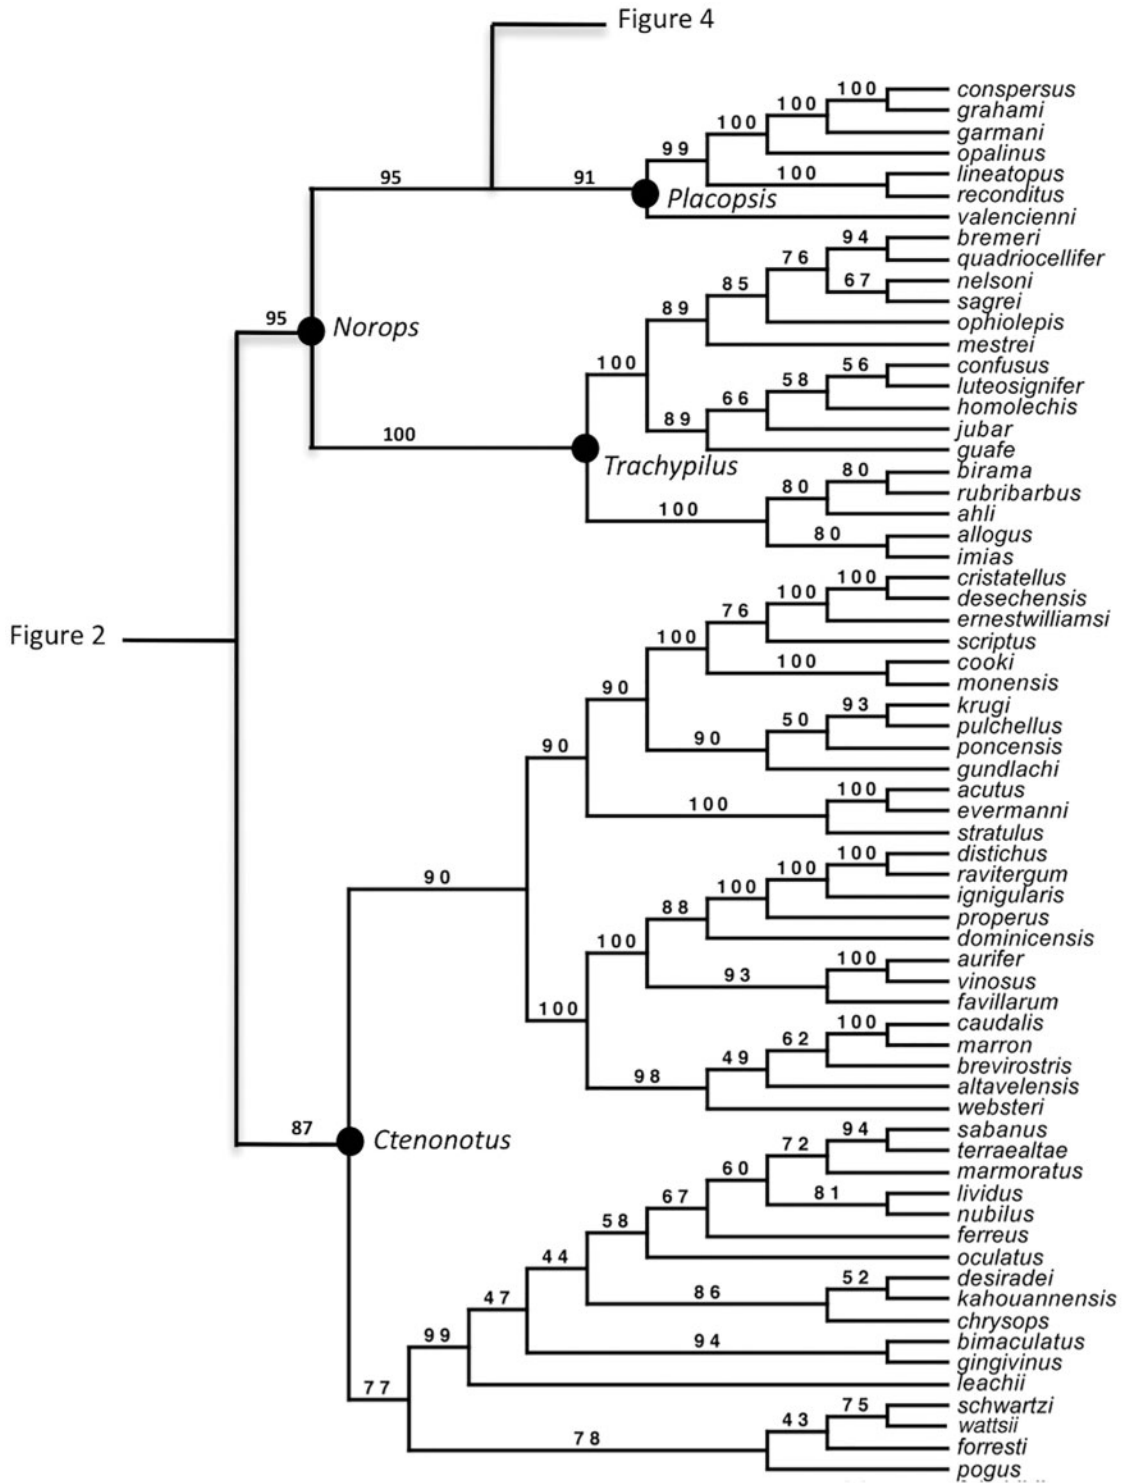 Figure 4
100 conspersus
100 grahami
100 garmani
99 opalinus
95 91 100 lineatopus
Placopsis reconditus
valencienni
94 bremeri
76 quadriocellifer
85 67 nelsoni
89 sagrei
95 Norops ophiolepis
mestrei
100 56 confusus
58 luteosignifer
66 homolechis
89 jubar
100 guafe
Trachypilus 80 birama
80 rubribarbus
100 ahli
80 allogus
imias
100 cristatellus
100 desechensis
76 ernestwilliamsi
Figure 2 100 scriptus
100 cooki
90 monensis
93 krugi
50 pulchellus
90 90 poncensis
gundlachi
100 100 acutus
evermanni
stratulus
100 distichus
90 100 ravitergum
100 ignigularis
88 properus
100 dominicensis
93 100 aurifer
vinosus
100 favillarum
100 caudalis
62 marron
49 brevirostris
98 altavelensis
websteri
87 Ctenonotus 94 sabanus
72 terraealtae
60 marmoratus
67 81 lividus
58 nubilus
ferreus
44 oculatus
86 52 desiradei
47 kahouannensis
chrysops
99 94 bimaculatus
gingivinus
77 leachii
75 schwartzi
43 wattsii
78 forresti
pogus